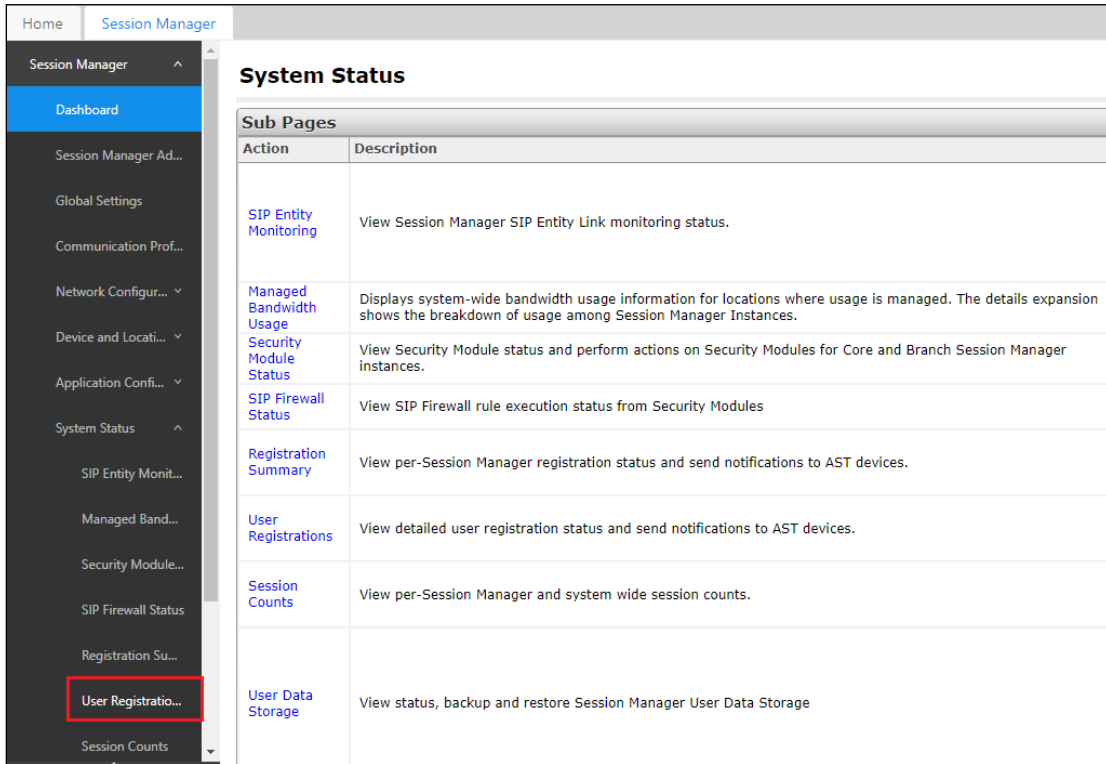 Home
Session Manager
Session Manager
Dashboard
Session Manager Ad...
Global Settings
Communication Prof...
Network Configur...
Device and Locati...
Application Confi...
System Status
SIP Entity Monit...
Managed Band...
Security Module...
SIP Firewall Status
Registration Su...
User Registratio...
Session Counts
System Status
Sub Pages
Action
Description
SIP Entity
Monitoring
View Session Manager SIP Entity Link monitoring status.
Managed
Bandwidth
Usage
Displays system-wide bandwidth usage information for locations where usage is managed. The details expansion
shows the breakdown of usage among Session Manager Instances.
Security
Module
Status
View Security Module status and perform actions on Security Modules for Core and Branch Session Manager
instances.
SIP Firewall
Status
View SIP Firewall rule execution status from Security Modules
Registration
Summary
View per-Session Manager registration status and send notifications to AST devices.
User
Registrations
View detailed user registration status and send notifications to AST devices.
Session
Counts
View per-Session Manager and system wide session counts.
User Data
Storage
View status, backup and restore Session Manager User Data Storage